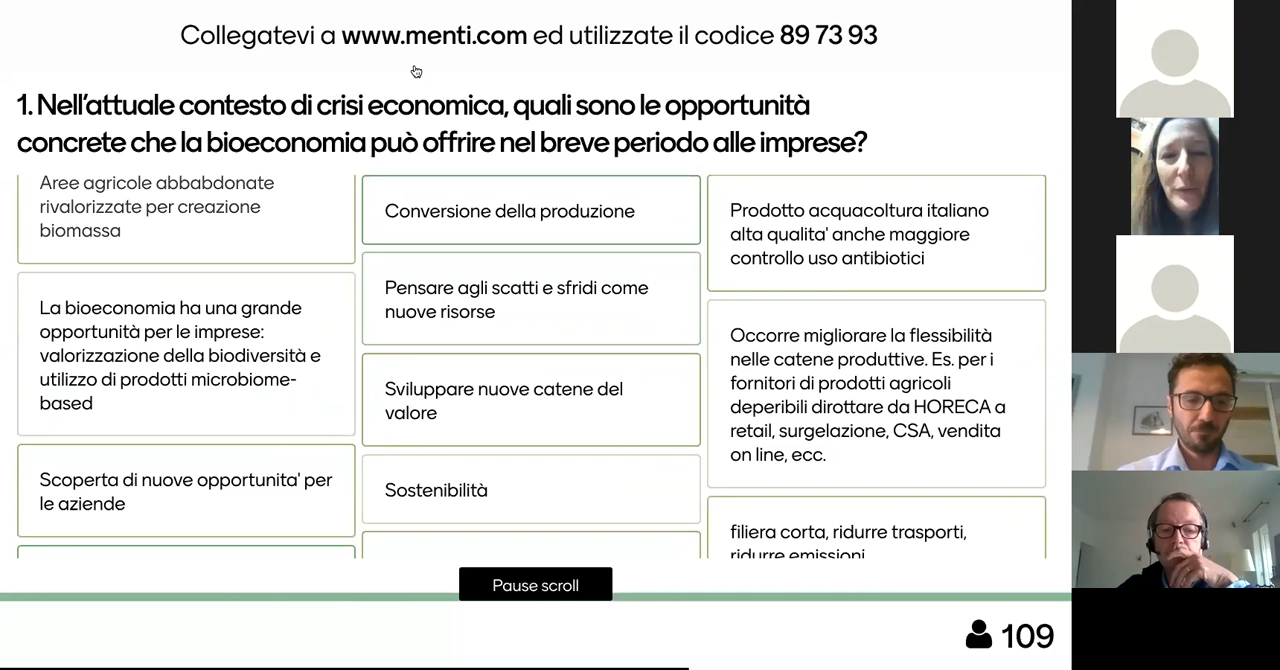 Collegatevi a www.menti.com ed utilizzate il codice 89 73 93
1. Nell'attuale contesto di crisi economica, quali sono le opportunità
concrete che la bioeconomia può offrire nel breve periodo alle imprese?
Aree agricole abbabdonate
rivalorizzate per creazione
biomassa
La bioeconomia ha una grande
opportunità per le imprese:
valorizzazione della biodiversità e
utilizzo di prodotti microbiome-
based
Scoperta di nuove opportunita' per
le aziende
Conversione della produzione
Pensare agli scatti e sfridi come
nuove risorse
Sviluppare nuove catene del
valore
Sostenibilità
Prodotto acquacoltura italiano
alta qualita' anche maggiore
controllo uso antibiotici
Occorre migliorare la flessibilità
nelle catene produttive. Es. per i
fornitori di prodotti agricoli
deperibili dirottare da HORECA a
retail, surgelazione, CSA, vendita
on line, ecc.
filiera corta, ridurre trasporti,
ridurre emissioni
Pause scroll
109